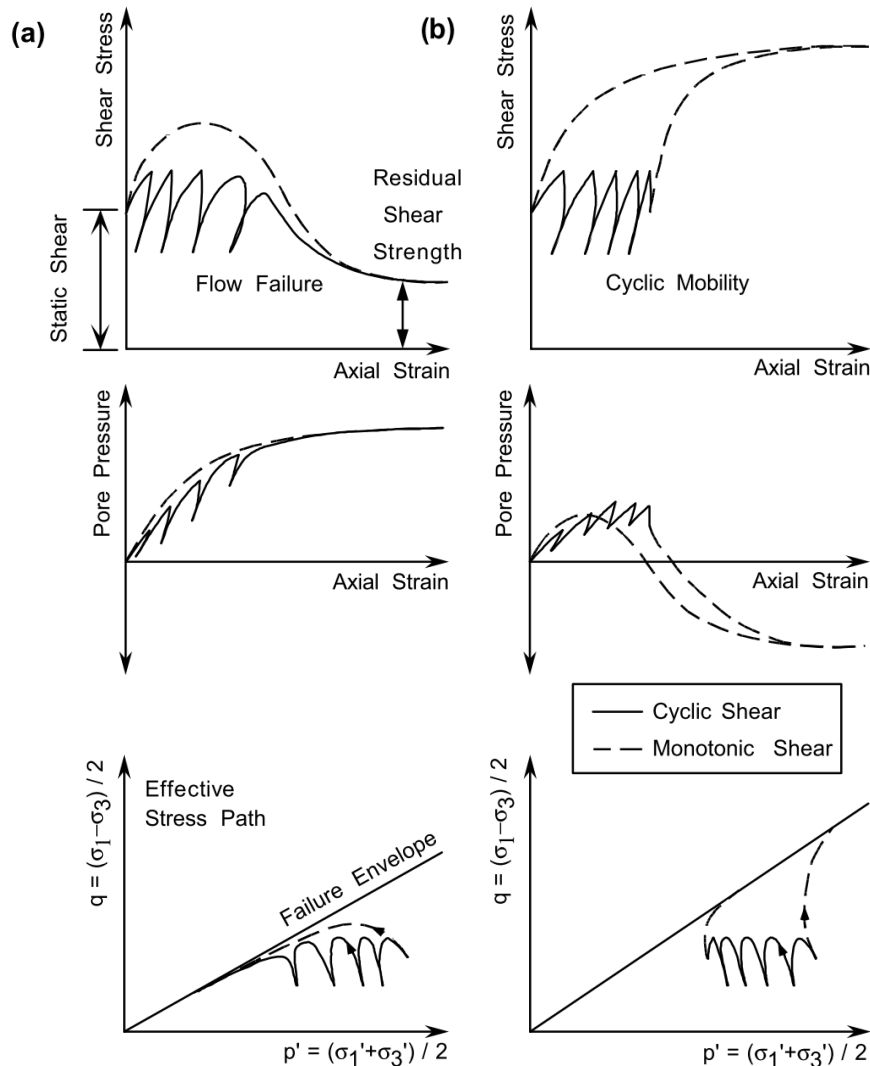 (a)
Shear Stress
Static Shear
Residual
Shear
Strength
Flow Failure
Axial Strain
(b)
Shear Stress
Cyclic Mobility
Axial Strain
Pore Pressure
Axial Strain
Pore Pressure
Axial Strain
Cyclic Shear
Monotonic Shear
q = (σ₁–σ₃) / 2
Effective
Stress Path
Failure Envelope
p' = (σ₁'+σ₃') / 2
q = (σ₁–σ₃) / 2
p' = (σ₁'+σ₃') / 2